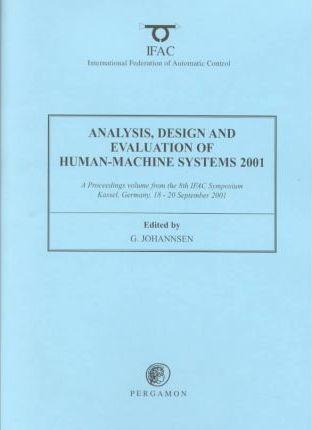 IFAC
International Federation of Automatic Control
ANALYSIS, DESIGN AND
EVALUATION OF
HUMAN-MACHINE SYSTEMS 2001
A Proceedings volume from the 8th IFAC Symposium
Kassel, Germany, 18 - 20 September 2001
Edited by
G. JOHANNSEN
PERGAMON